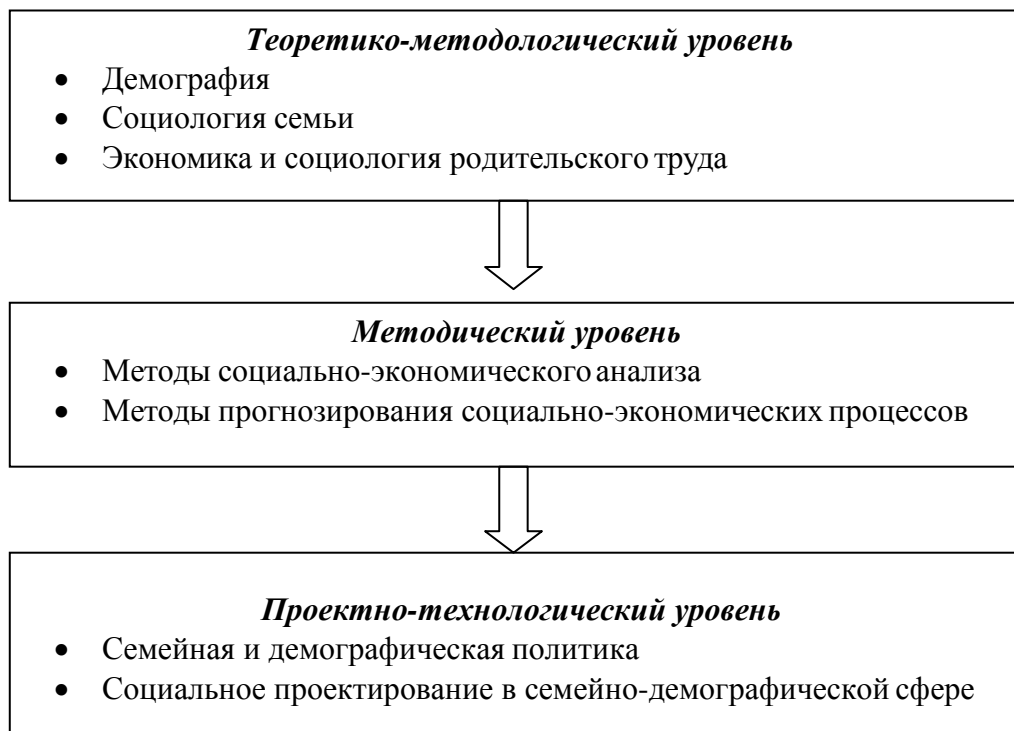 Теоретико-методологический уровень
• Демография
• Социология семьи
• Экономика и социология родительского труда
Методический уровень
• Методы социально-экономического анализа
• Методы прогнозирования социально-экономических процессов
Проектно-технологический уровень
• Семейная и демографическая политика
• Социальное проектирование в семейно-демографической сфере